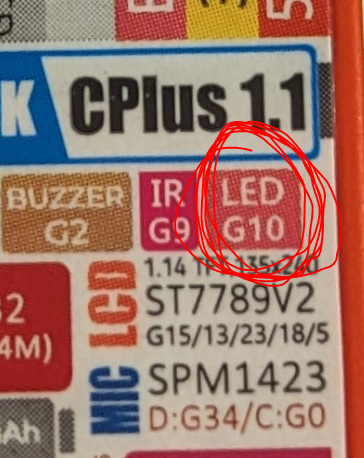 K CPlus 1.1
BUZZER IR LED
G2 G9 G10
LCD
1.14 TFT 135x240
ST7789V2
G15/13/23/18/5
4M)
MIC
SPM1423
D:G34/C:G0
Ah